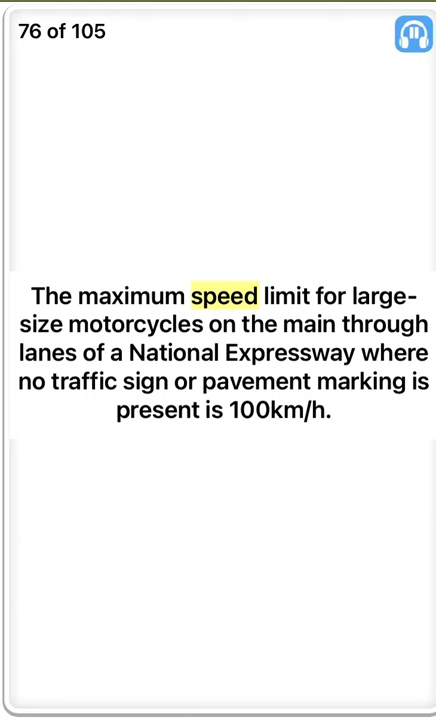 76 of 105
The maximum speed limit for large-
size motorcycles on the main through
lanes of a National Expressway where
no traffic sign or pavement marking is
present is 100km/h.